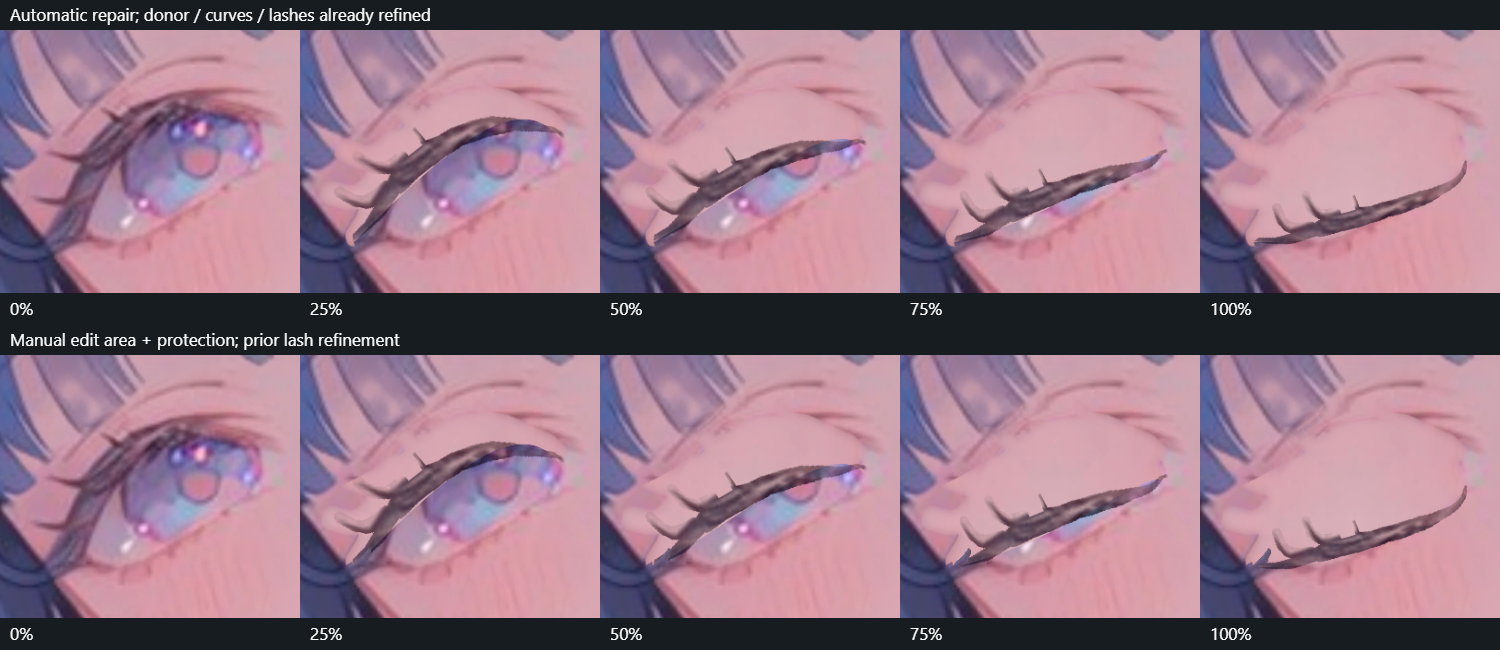 Automatic repair; donor / curves / lashes already refined
0% 25% 50% 75% 100%
Manual edit area + protection; prior lash refinement
0% 25% 50% 75% 100%